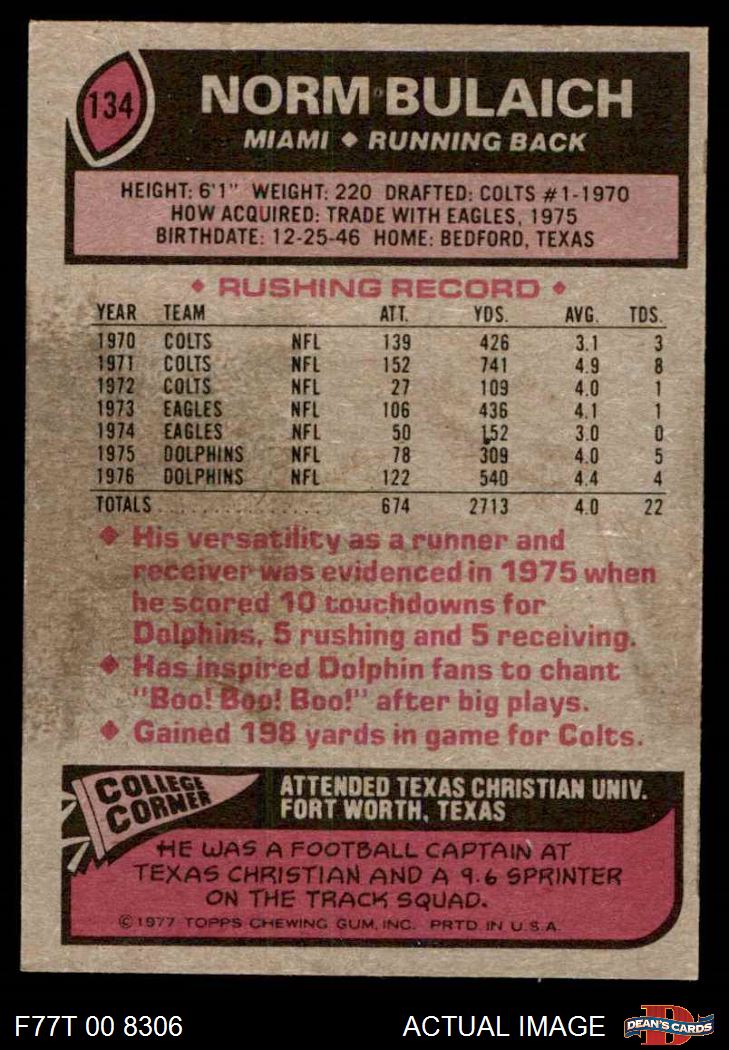 134
NORM BULAICH
MIAMI ◆ RUNNING BACK
HEIGHT: 6'1" WEIGHT: 220 DRAFTED: COLTS #1-1970
HOW ACQUIRED: TRADE WITH EAGLES, 1975
BIRTHDATE: 12-25-46 HOME: BEDFORD, TEXAS
◆ RUSHING RECORD ◆
YEAR TEAM ATT. YDS. AVG. TDS.
1970 COLTS NFL 139 426 3.1 3
1971 COLTS NFL 152 741 4.9 8
1972 COLTS NFL 27 109 4.0 1
1973 EAGLES NFL 106 436 4.1 1
1974 EAGLES NFL 50 152 3.0 0
1975 DOLPHINS NFL 78 309 4.0 5
1976 DOLPHINS NFL 122 540 4.4 4
TOTALS . . . . . . . . . . . . . . 674 2713 4.0 22
◆ His versatility as a runner and
receiver was evidenced in 1975 when
he scored 10 touchdowns for
Dolphins, 5 rushing and 5 receiving.
◆ Has inspired Dolphin fans to chant
"Boo! Boo! Boo!" after big plays.
◆ Gained 198 yards in game for Colts.
COLLEGE
CORNER
ATTENDED TEXAS CHRISTIAN UNIV.
FORT WORTH, TEXAS
HE WAS A FOOTBALL CAPTAIN AT
TEXAS CHRISTIAN AND A 9.6 SPRINTER
ON THE TRACK SQUAD.
© 1977 TOPPS CHEWING GUM, INC. PRTD. IN U.S.A.
F77T 00 8306 ACTUAL IMAGE
D
DEAN'S CARDS